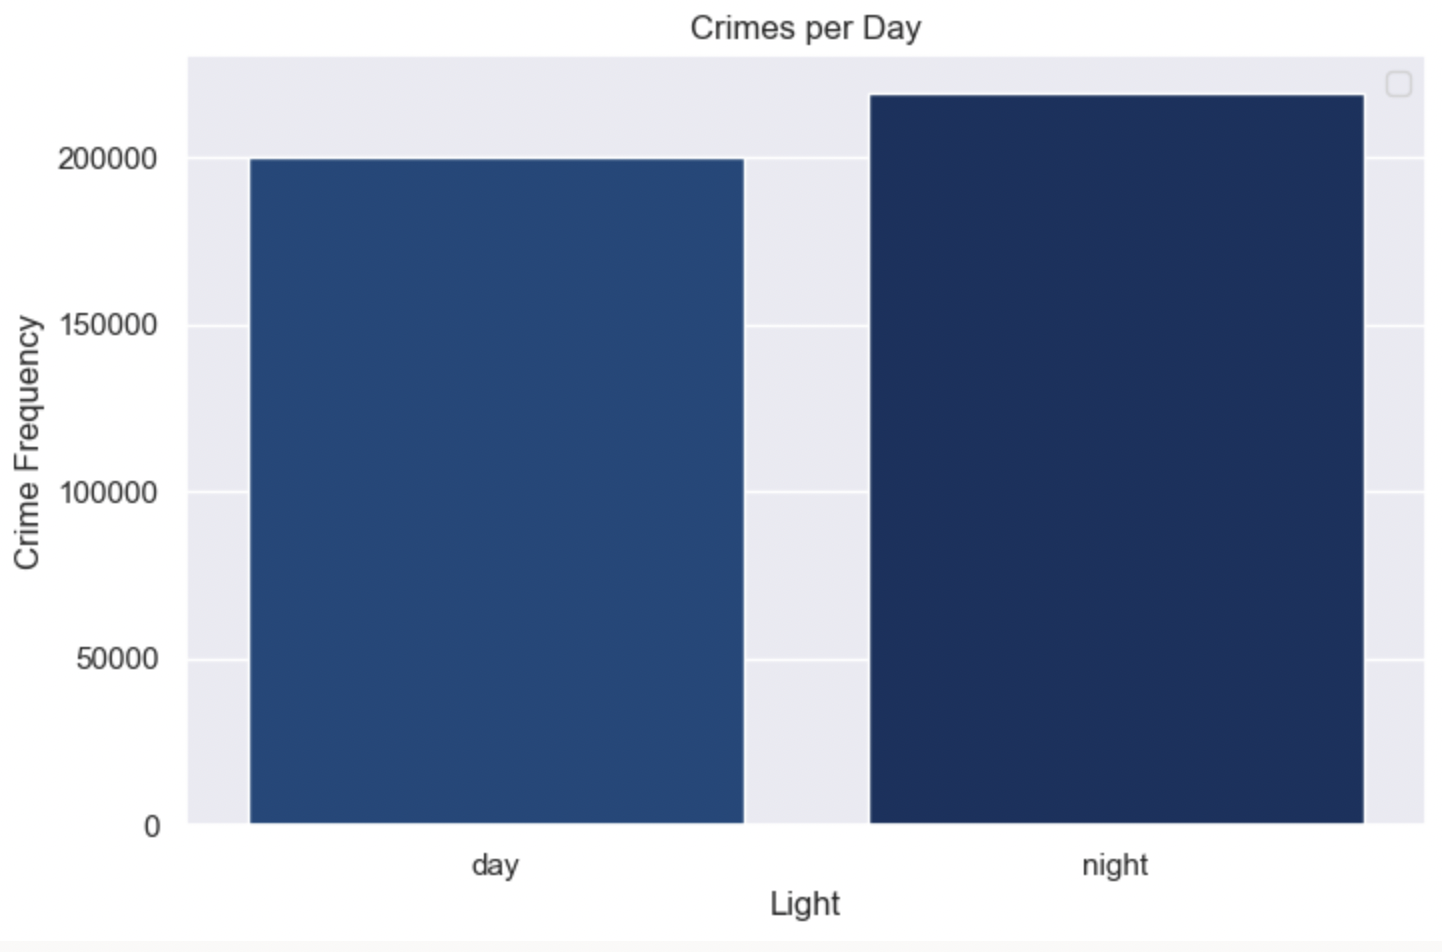 Crimes per Day
200000
150000
100000
50000
0
Crime Frequency
day night
Light